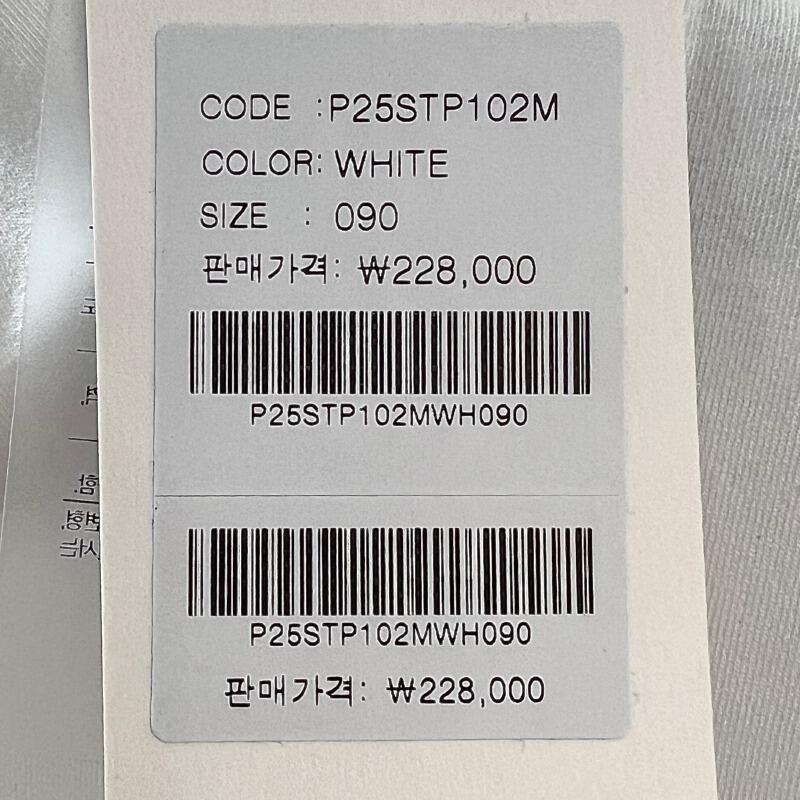 CODE : P25STP102M
COLOR: WHITE
SIZE : 090
판매가격: ₩228,000
P25STP102MWH090
P25STP102MWH090
판매가격: ₩228,000